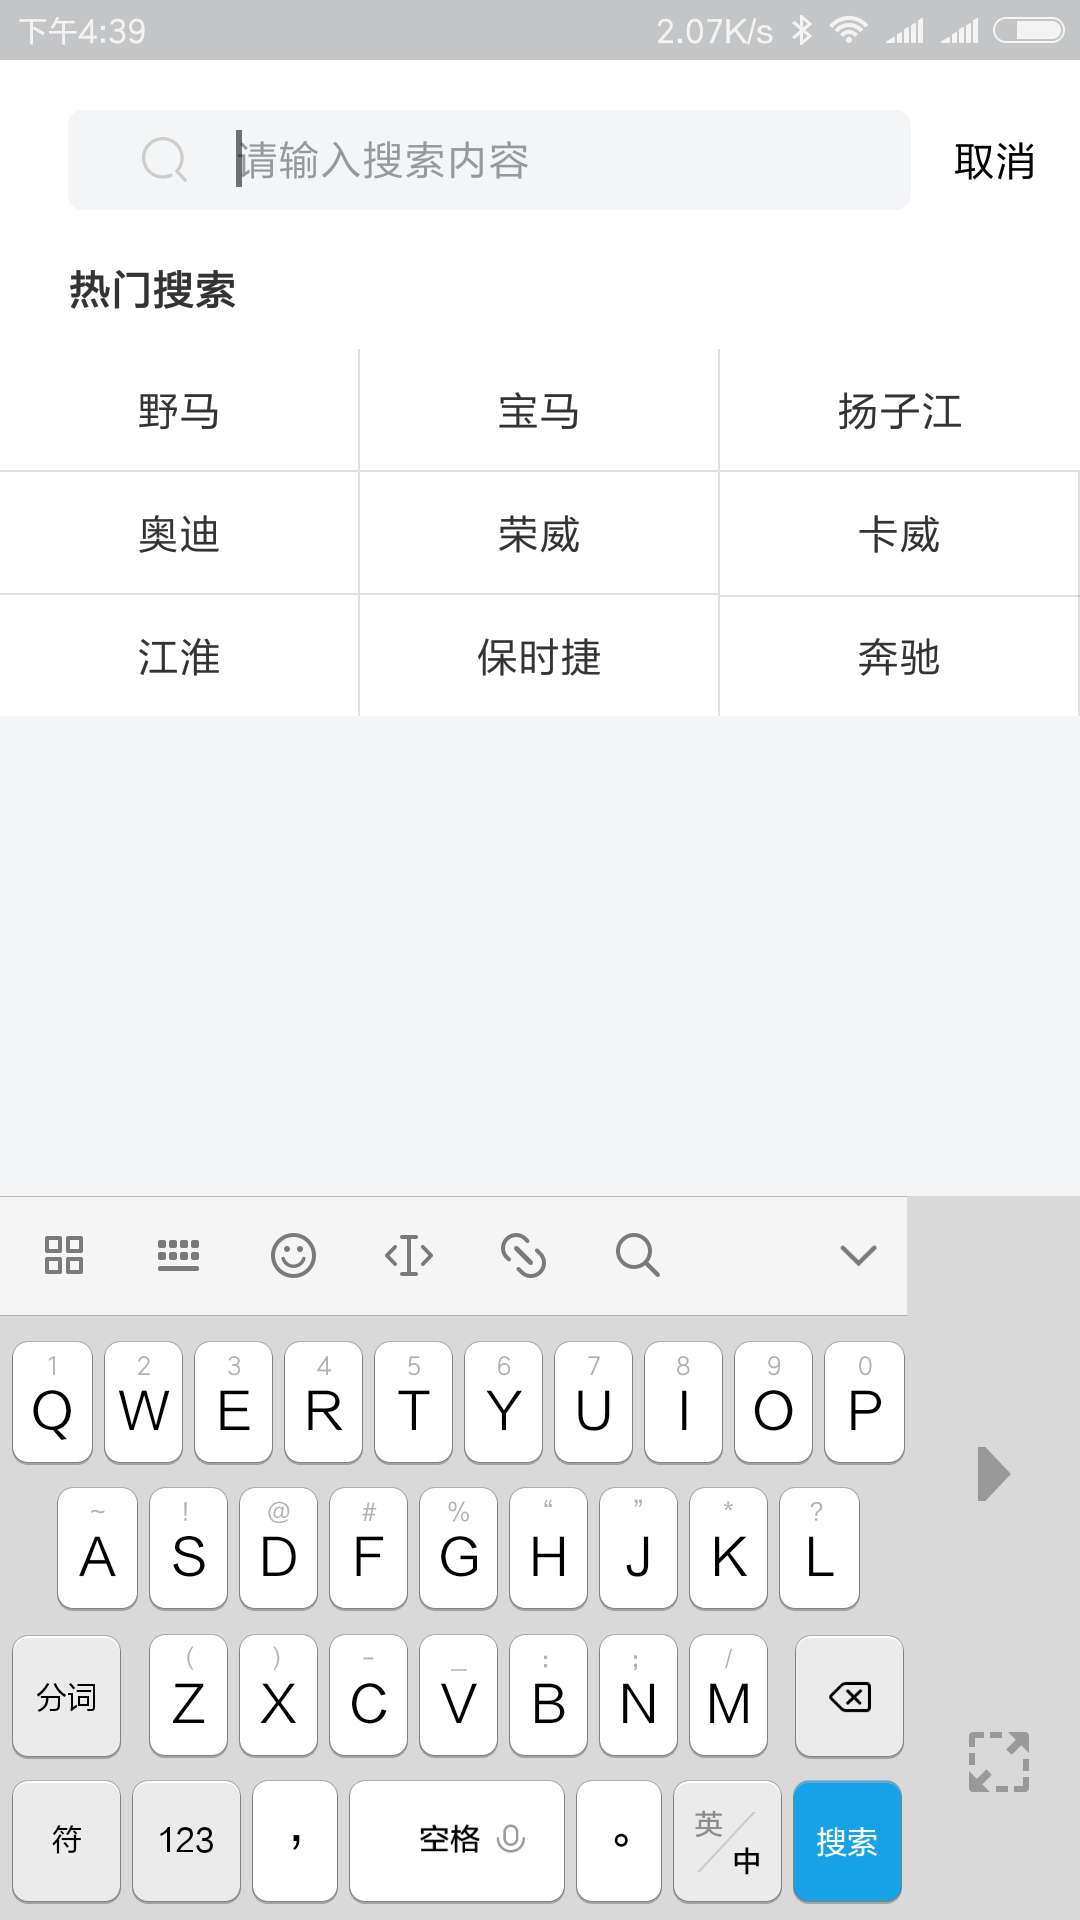 下午4:39 2.07K/s
请输入搜索内容 取消
热门搜索
野马 宝马 扬子江
奥迪 荣威 卡威
江淮 保时捷 奔驰
1 2 3 4 5 6 7 8 9 0
Q W E R T Y U I O P
~ ! @ # % “ ” * ?
A S D F G H J K L
( ) - _ : ; /
分词 Z X C V B N M
符 123 , 空格 。 英 中 搜索